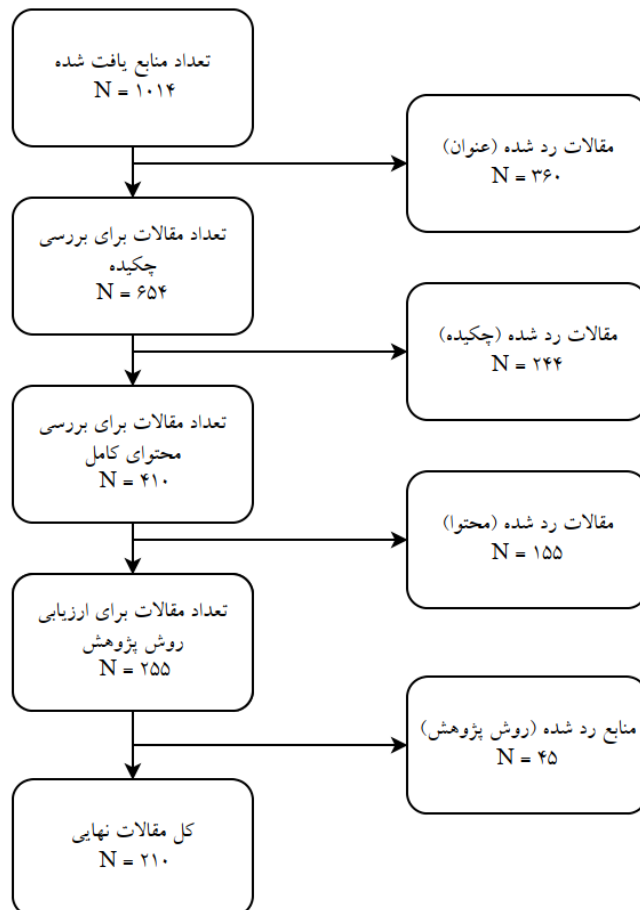 تعداد منابع یافت شده
N = ۱۰۱۴
مقالات رد شده (عنوان)
N = ۳۶۰
تعداد مقالات برای بررسی
چکیده
N = ۶۵۴
مقالات رد شده (چکیده)
N = ۲۴۴
تعداد مقالات برای بررسی
محتوای کامل
N = ۴۱۰
مقالات رد شده (محتوا)
N = ۱۵۵
تعداد مقالات برای ارزیابی
روش پژوهش
N = ۲۵۵
منابع رد شده (روش پژوهش)
N = ۴۵
کل مقالات نهایی
N = ۲۱۰